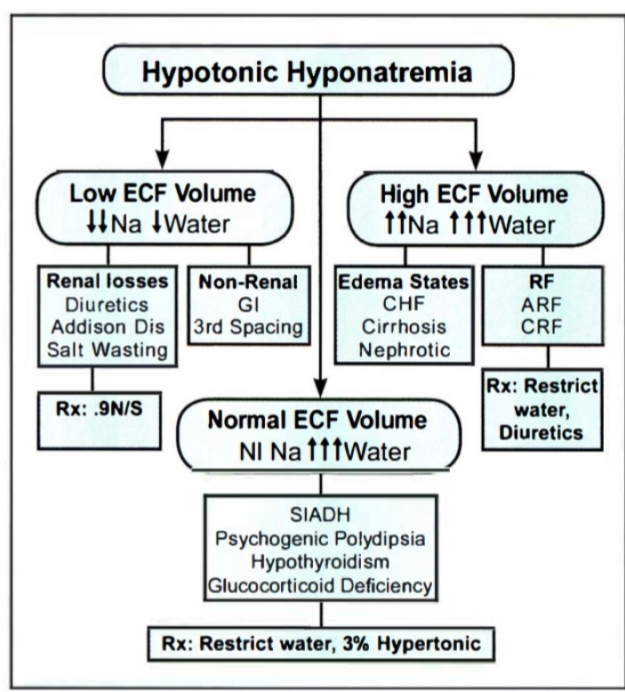 Hypotonic Hyponatremia
Low ECF Volume
↓↓Na ↓Water
Renal losses
Diuretics
Addison Dis
Salt Wasting
Non-Renal
GI
3rd Spacing
Rx: .9N/S
High ECF Volume
↑↑Na ↑↑↑Water
Edema States
CHF
Cirrhosis
Nephrotic
RF
ARF
CRF
Rx: Restrict
water,
Diuretics
Normal ECF Volume
Nl Na ↑↑↑Water
SIADH
Psychogenic Polydipsia
Hypothyroidism
Glucocorticoid Deficiency
Rx: Restrict water, 3% Hypertonic